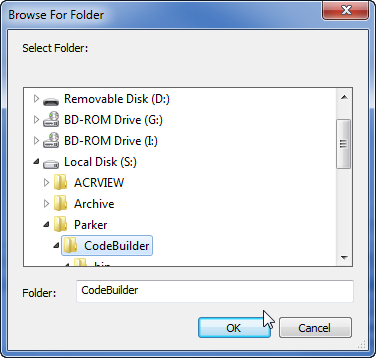 Browse For Folder
Select Folder:
Removable Disk (D:)
BD-ROM Drive (G:)
BD-ROM Drive (I:)
Local Disk (S:)
ACRVIEW
Archive
Parker
CodeBuilder
bin
Folder: CodeBuilder
OK Cancel